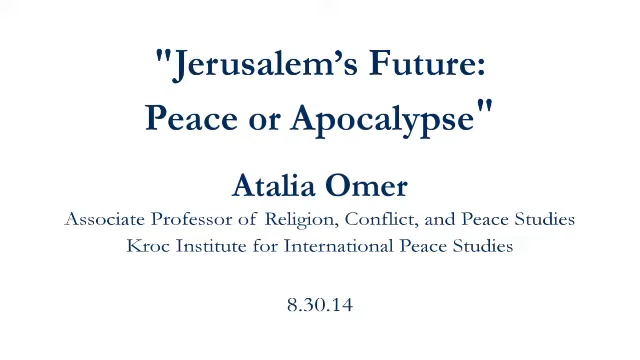 "Jerusalem’s Future:
Peace or Apocalypse"
Atalia Omer
Associate Professor of Religion, Conflict, and Peace Studies
Kroc Institute for International Peace Studies
8.30.14